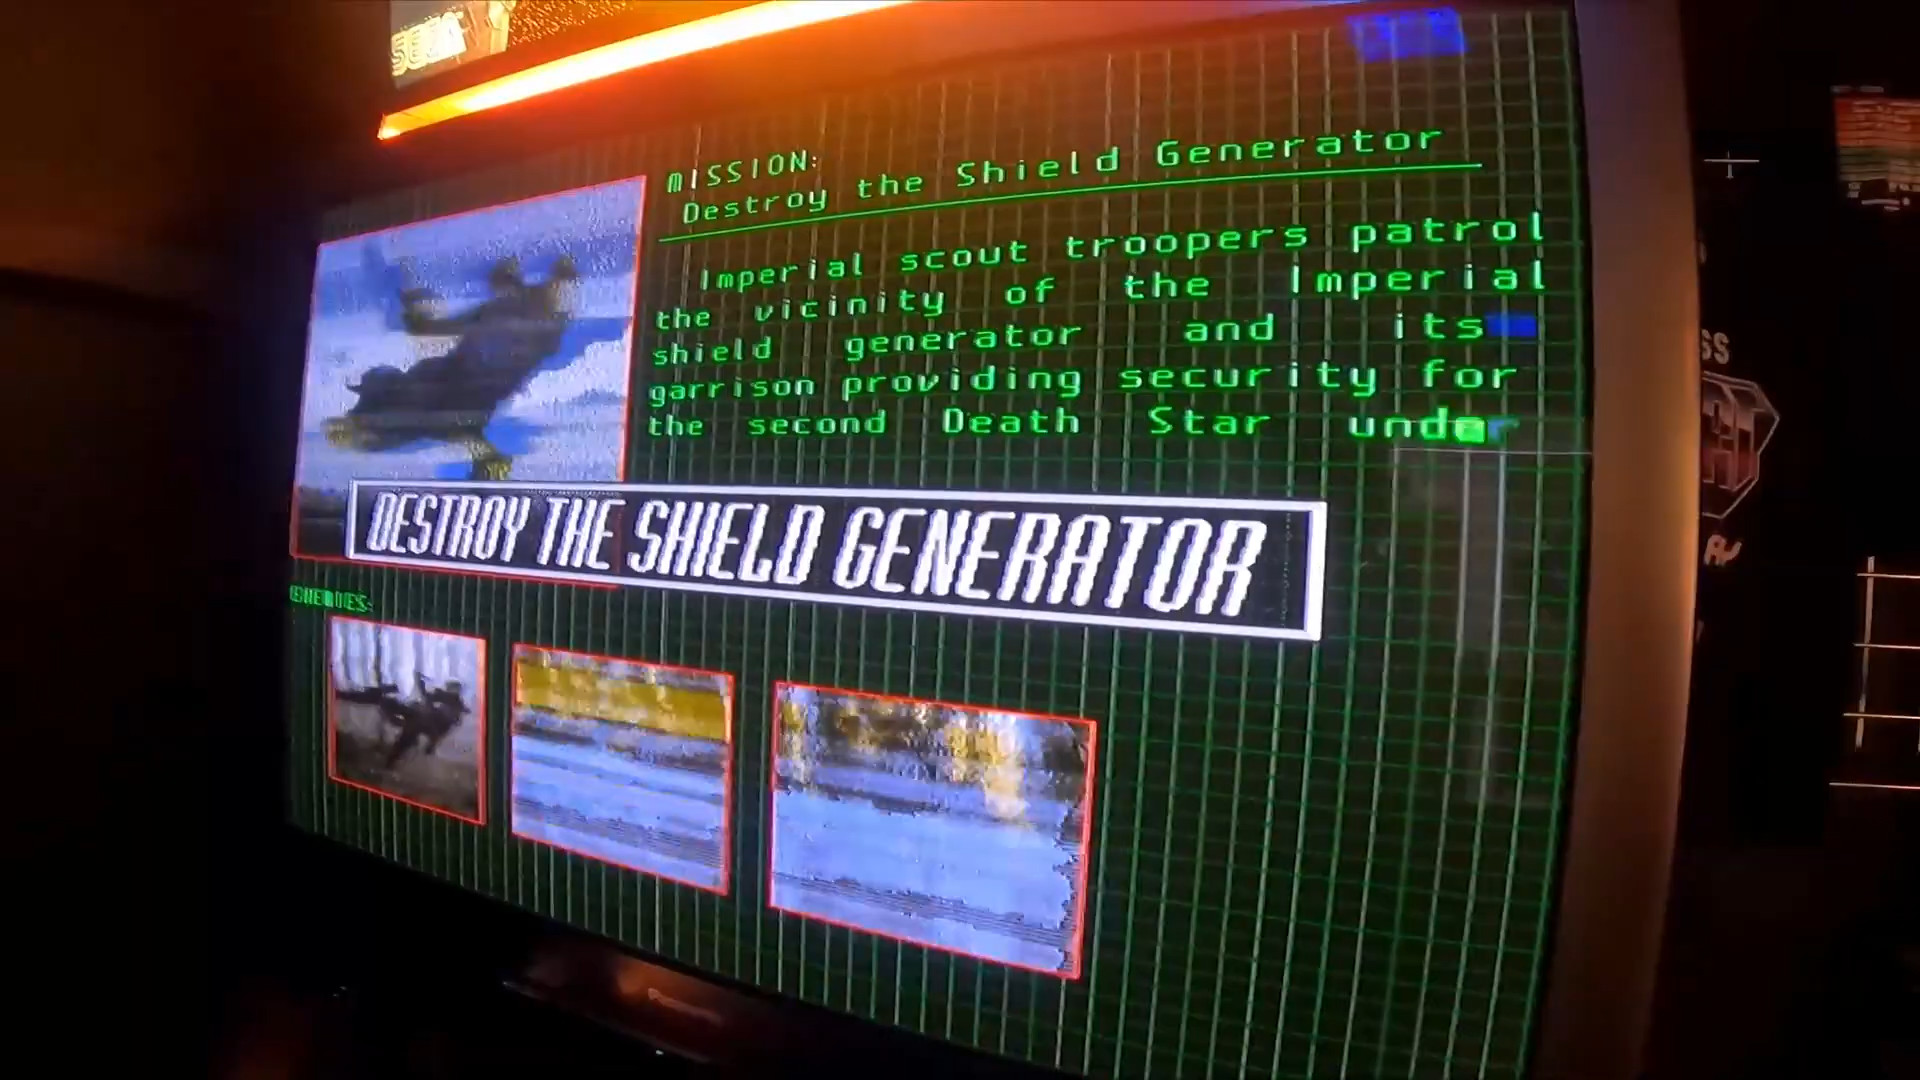 SEGA
MISSION:
Destroy the Shield Generator
Imperial scout troopers patrol
the vicinity of the Imperial
shield generator and its
garrison providing security for
the second Death Star under
DESTROY THE SHIELD GENERATOR
ENEMIES: